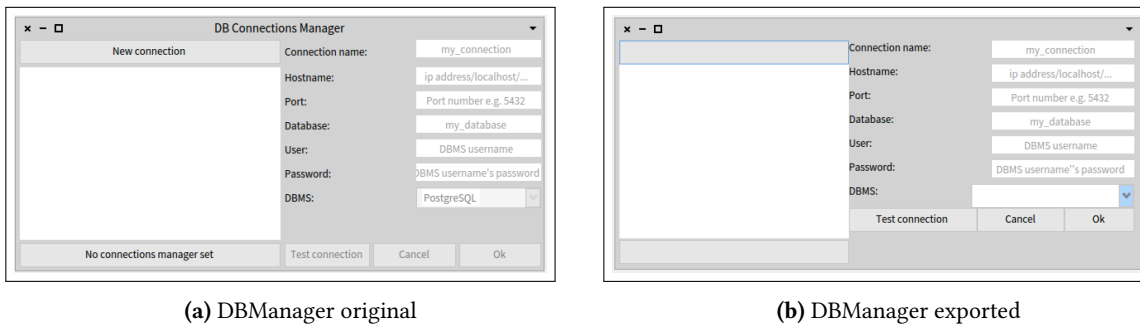 DB Connections Manager
New connection
Connection name:
my_connection
Hostname:
ip address/localhost/...
Port:
Port number e.g. 5432
Database:
my_database
User:
DBMS username
Password:
DBMS username's password
DBMS:
PostgreSQL
No connections manager set
Test connection
Cancel
Ok
(a) DBManager original
Connection name:
my_connection
Hostname:
ip address/localhost/...
Port:
Port number e.g. 5432
Database:
my_database
User:
DBMS username
Password:
DBMS username''s password
DBMS:
Test connection
Cancel
Ok
(b) DBManager exported